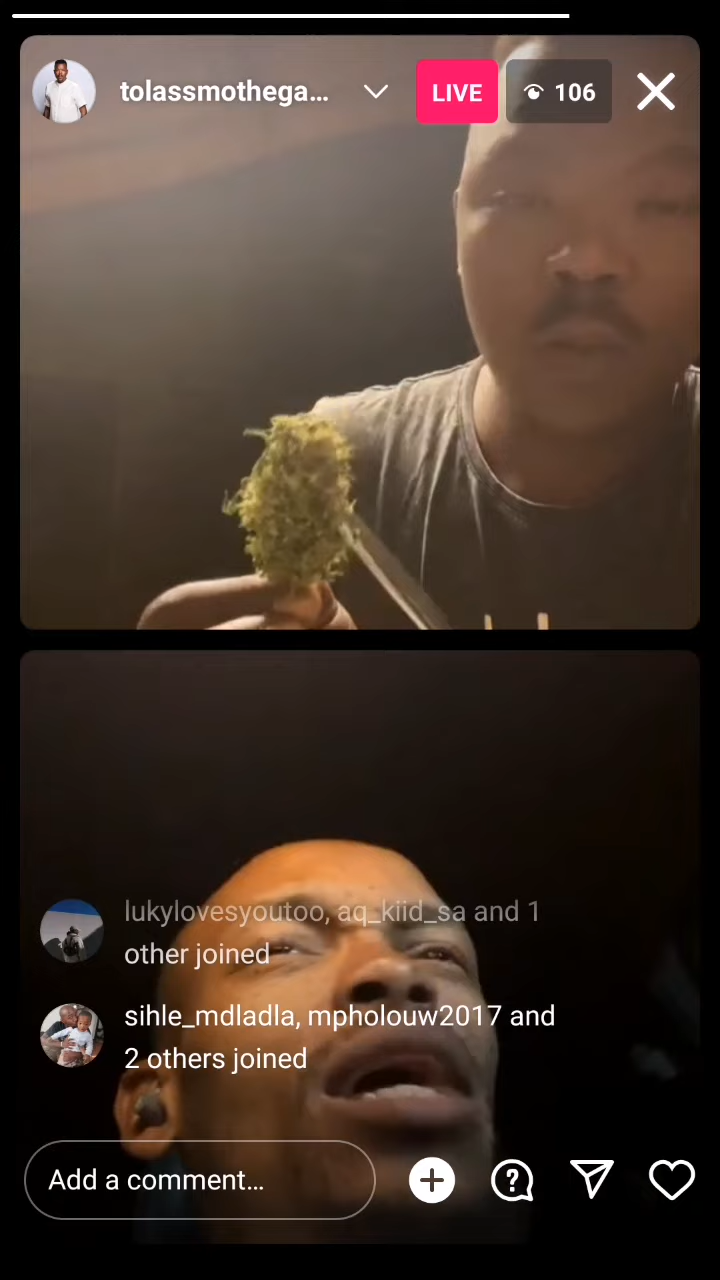 tolassmothega...
LIVE
106
lukylovesyoutoo, aq_kiid_sa and 1
other joined
sihle_mdladla, mpholouw2017 and
2 others joined
Add a comment...